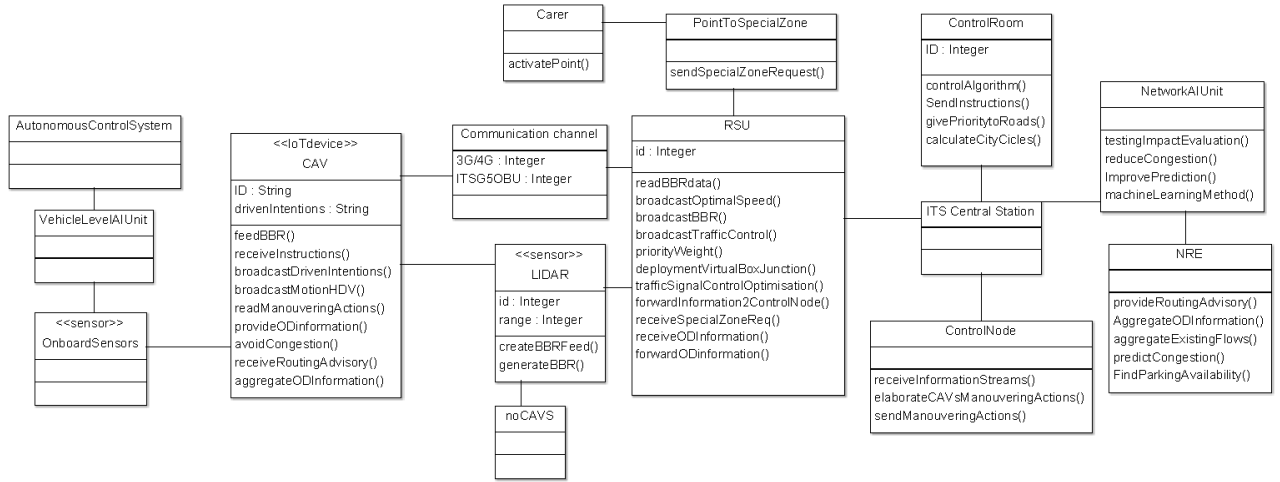 Carer
activatePoint()
PointToSpecialZone
sendSpecialZoneRequest()
ControlRoom
ID : Integer
controlAlgorithm()
SendInstructions()
givePrioritytoRoads()
calculateCityCicles()
NetworkAIUnit
testingImpactEvaluation()
reduceCongestion()
ImprovePrediction()
machineLearningMethod()
AutonomousControlSystem
VehicleLevelAIUnit
<<sensor>>
OnboardSensors
<<IoTdevice>>
CAV
ID : String
drivenIntentions : String
feedBBR()
receiveInstructions()
broadcastDrivenIntentions()
broadcastMotionHDV()
readManouveringActions()
provideODinformation()
avoidCongestion()
receiveRoutingAdvisory()
aggregateODInformation()
Communication channel
3G/4G : Integer
ITSG5OBU : Integer
<<sensor>>
LIDAR
id : Integer
range : Integer
createBBRFeed()
generateBBR()
noCAVS
RSU
id : Integer
readBBRdata()
broadcastOptimalSpeed()
broadcastBBR()
broadcastTrafficControl()
priorityWeight()
deploymentVirtualBoxJunction()
trafficSignalControlOptimisation()
forwardInformation2ControlNode()
receiveSpecialZoneReq()
receiveODInformation()
forwardODinformation()
ITS Central Station
ControlNode
receiveInformationStreams()
elaborateCAVsManouveringActions()
sendManouveringActions()
NRE
provideRoutingAdvisory()
AggregateODInformation()
aggregateExistingFlows()
predictCongestion()
FindParkingAvailability()